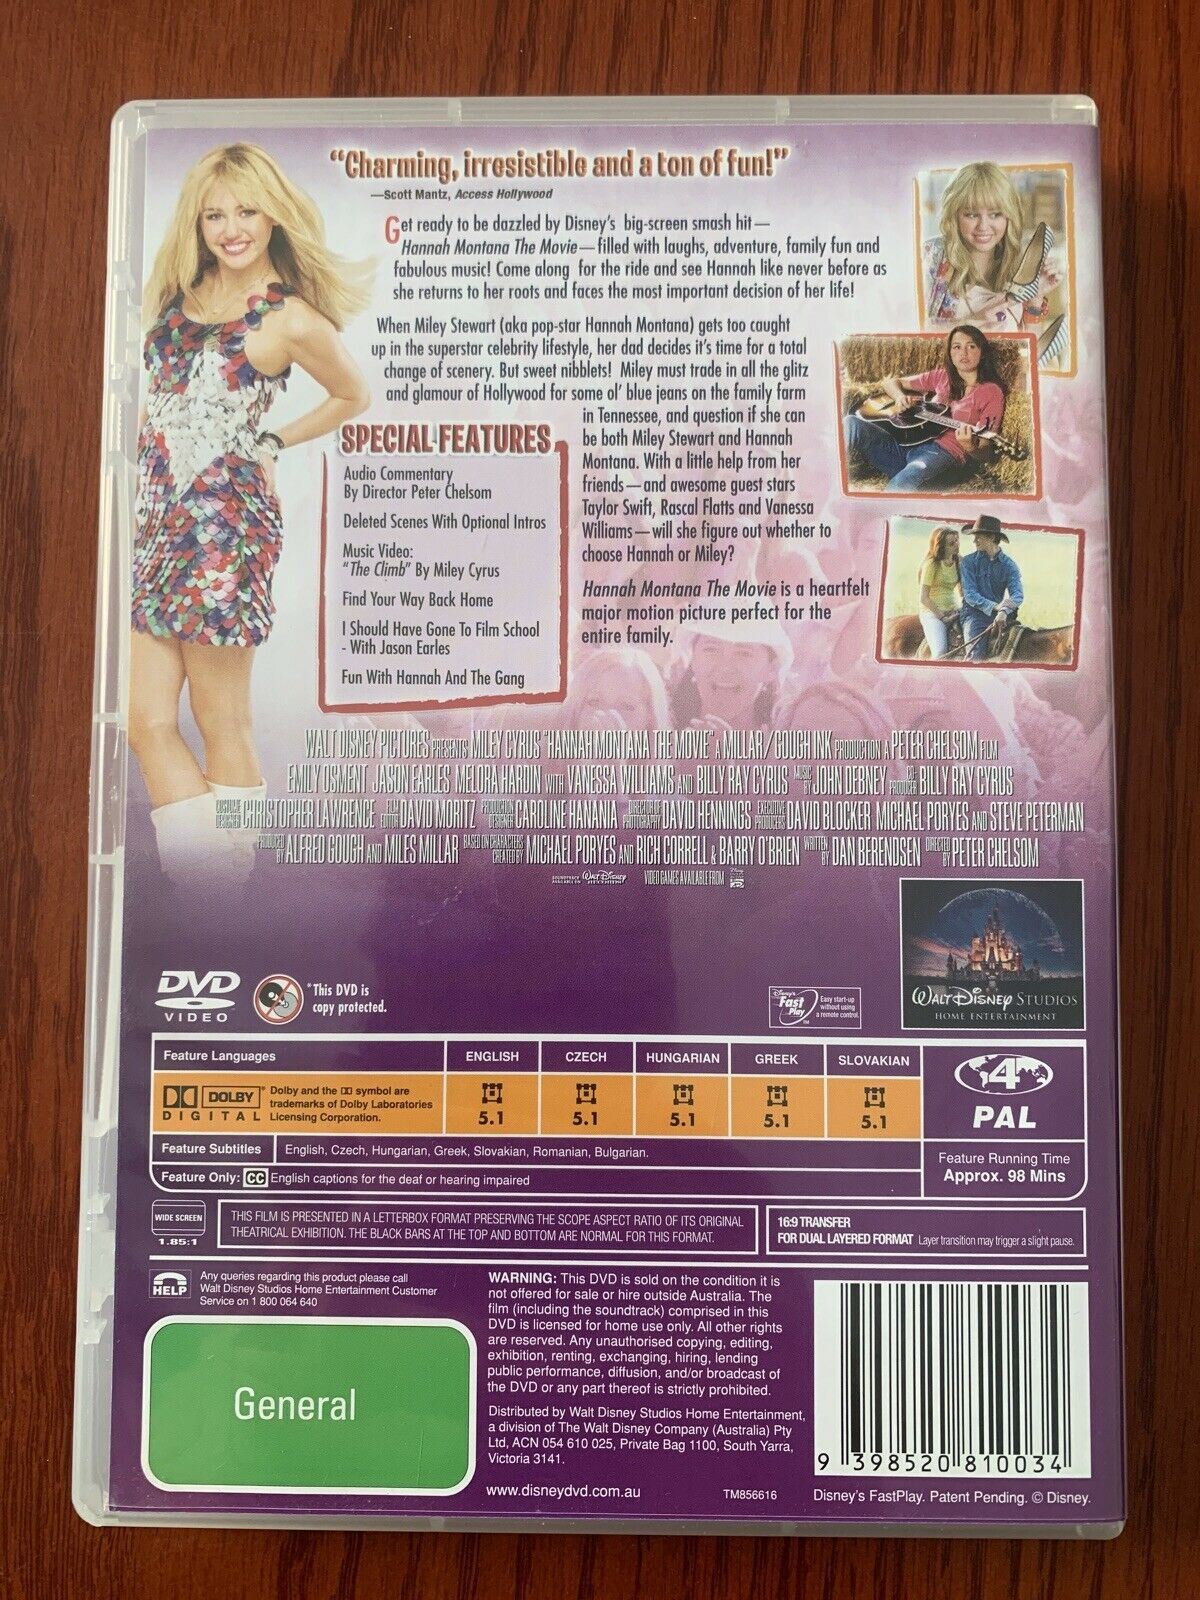 “Charming, irresistible and a ton of fun!”
—Scott Mantz, Access Hollywood
Get ready to be dazzled by Disney’s big-screen smash hit—
Hannah Montana The Movie—filled with laughs, adventure, family fun and
fabulous music! Come along for the ride and see Hannah like never before as
she returns to her roots and faces the most important decision of her life!
When Miley Stewart (aka pop-star Hannah Montana) gets too caught
up in the superstar celebrity lifestyle, her dad decides it’s time for a total
change of scenery. But sweet nibblets! Miley must trade in all the glitz
and glamour of Hollywood for some ol’ blue jeans on the family farm
in Tennessee, and question if she can
be both Miley Stewart and Hannah
Montana. With a little help from her
friends—and awesome guest stars
Taylor Swift, Rascal Flatts and Vanessa
Williams—will she figure out whether to
choose Hannah or Miley?
Hannah Montana The Movie is a heartfelt
major motion picture perfect for the
entire family.
SPECIAL FEATURES
Audio Commentary
By Director Peter Chelsom
Deleted Scenes With Optional Intros
Music Video:
“The Climb” By Miley Cyrus
Find Your Way Back Home
I Should Have Gone To Film School
- With Jason Earles
Fun With Hannah And The Gang
WALT DISNEY PICTURES PRESENTS MILEY CYRUS “HANNAH MONTANA THE MOVIE” A MILLAR/GOUGH INK PRODUCTION A PETER CHELSOM FILM
EMILY OSMENT JASON EARLES MELORA HARDIN WITH VANESSA WILLIAMS AND BILLY RAY CYRUS MUSIC BY JOHN DEBNEY CO-PRODUCER BILLY RAY CYRUS
COSTUME DESIGNER CHRISTOPHER LAWRENCE FILM EDITOR DAVID MORITZ PRODUCTION DESIGNER CAROLINE HANANIA DIRECTOR OF PHOTOGRAPHY DAVID HENNINGS EXECUTIVE PRODUCERS DAVID BLOCKER MICHAEL PORYES AND STEVE PETERMAN
PRODUCED BY ALFRED GOUGH AND MILES MILLAR BASED ON CHARACTERS CREATED BY MICHAEL PORYES AND RICH CORRELL & BARRY O’BRIEN WRITTEN BY DAN BERENDSEN DIRECTED BY PETER CHELSOM
SOUNDTRACK AVAILABLE ON WALT DISNEY RECORDS VIDEO GAMES AVAILABLE FROM
WALT DISNEY STUDIOS
HOME ENTERTAINMENT
DVD
VIDEO
*This DVD is
copy protected.
Disney’s
Fast
Play™
Easy start-up
without using
a remote control.
Feature Languages
ENGLISH CZECH HUNGARIAN GREEK SLOVAKIAN
DOLBY
DIGITAL
Dolby and the DD symbol are
trademarks of Dolby Laboratories
Licensing Corporation.
5.1 5.1 5.1 5.1 5.1
4
PAL
Feature Subtitles English, Czech, Hungarian, Greek, Slovakian, Romanian, Bulgarian.
Feature Only: CC English captions for the deaf or hearing impaired
Feature Running Time
Approx. 98 Mins
WIDE SCREEN
1.85:1
THIS FILM IS PRESENTED IN A LETTERBOX FORMAT PRESERVING THE SCOPE ASPECT RATIO OF ITS ORIGINAL
THEATRICAL EXHIBITION. THE BLACK BARS AT THE TOP AND BOTTOM ARE NORMAL FOR THIS FORMAT.
16:9 TRANSFER
FOR DUAL LAYERED FORMAT Layer transition may trigger a slight pause.
HELP
Any queries regarding this product please call
Walt Disney Studios Home Entertainment Customer
Service on 1 800 064 640
General
WARNING: This DVD is sold on the condition it is
not offered for sale or hire outside Australia. The
film (including the soundtrack) comprised in this
DVD is licensed for home use only. All other rights
are reserved. Any unauthorised copying, editing,
exhibition, renting, exchanging, hiring, lending
public performance, diffusion, and/or broadcast of
the DVD or any part thereof is strictly prohibited.
Distributed by Walt Disney Studios Home Entertainment,
a division of The Walt Disney Company (Australia) Pty
Ltd, ACN 054 610 025, Private Bag 1100, South Yarra,
Victoria 3141.
www.disneydvd.com.au
TM856616
9 398520 810034
Disney’s FastPlay. Patent Pending. © Disney.